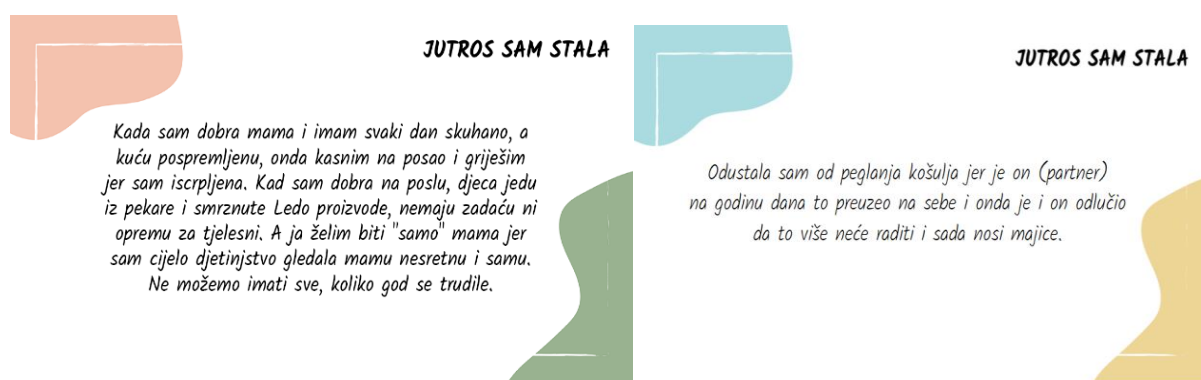 JUTROS SAM STALA
Kada sam dobra mama i imam svaki dan skuhano, a
kuću pospremljenu, onda kasnim na posao i griješim
jer sam iscrpljena. Kad sam dobra na poslu, djeca jedu
iz pekare i smrznute Ledo proizvode, nemaju zadaću ni
opremu za tjelesni. A ja želim biti "samo" mama jer
sam cijelo djetinjstvo gledala mamu nesretnu i samu.
Ne možemo imati sve, koliko god se trudile.
JUTROS SAM STALA
Odustala sam od peglanja košulja jer je on (partner)
na godinu dana to preuzeo na sebe i onda je i on odlučio
da to više neće raditi i sada nosi majice.